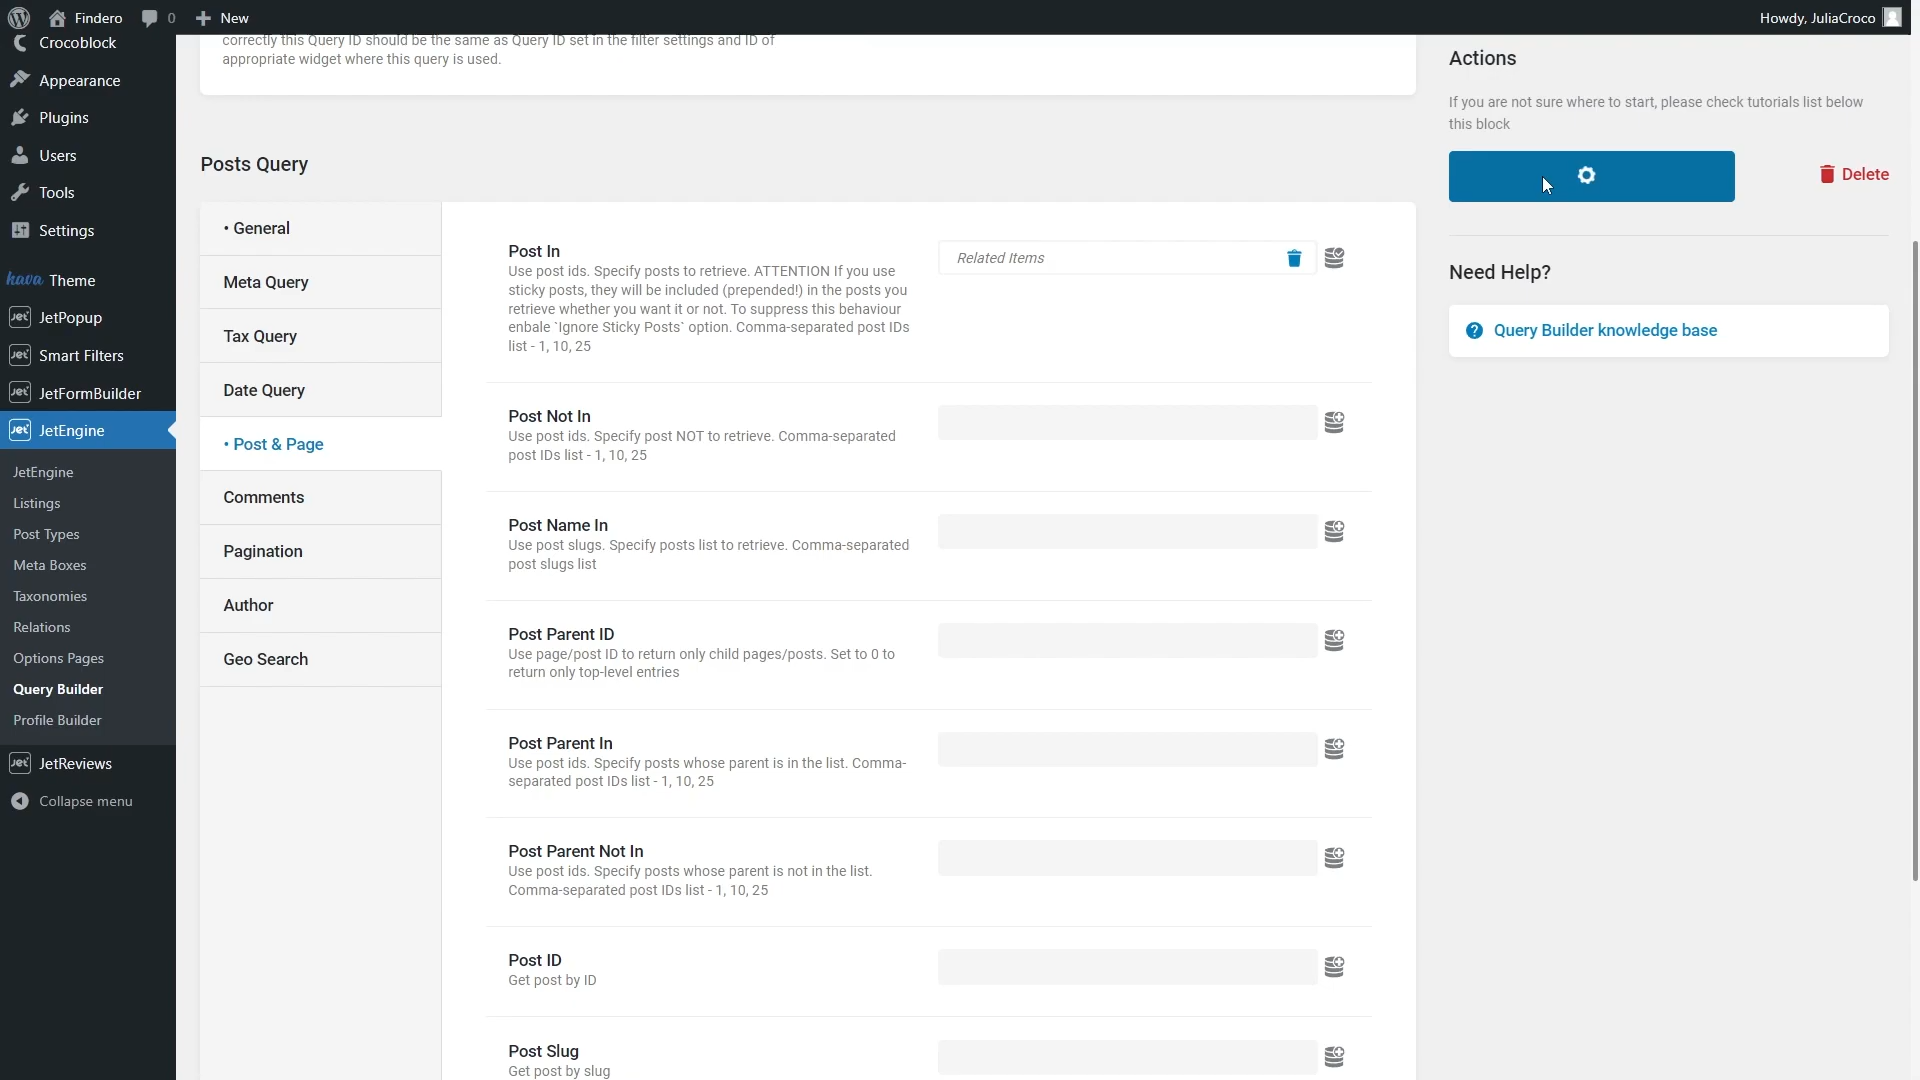 Findero
0
New
Howdy, JuliaCroco
Crocoblock
Appearance
Plugins
Users
Tools
Settings
kava Theme
Jet JetPopup
Jet Smart Filters
Jet JetFormBuilder
Jet JetEngine
JetEngine
Listings
Post Types
Meta Boxes
Taxonomies
Relations
Options Pages
Query Builder
Profile Builder
Jet JetReviews
Collapse menu
correctly this Query ID should be the same as Query ID set in the filter settings and ID of
appropriate widget where this query is used.
Posts Query
• General
Meta Query
Tax Query
Date Query
• Post & Page
Comments
Pagination
Author
Geo Search
Post In
Use post ids. Specify posts to retrieve. ATTENTION If you use
sticky posts, they will be included (prepended!) in the posts you
retrieve whether you want it or not. To suppress this behaviour
enbale `Ignore Sticky Posts` option. Comma-separated post IDs
list - 1, 10, 25
Related Items
Post Not In
Use post ids. Specify post NOT to retrieve. Comma-separated
post IDs list - 1, 10, 25
Post Name In
Use post slugs. Specify posts list to retrieve. Comma-separated
post slugs list
Post Parent ID
Use page/post ID to return only child pages/posts. Set to 0 to
return only top-level entries
Post Parent In
Use post ids. Specify posts whose parent is in the list. Comma-
separated post IDs list - 1, 10, 25
Post Parent Not In
Use post ids. Specify posts whose parent is not in the list.
Comma-separated post IDs list - 1, 10, 25
Post ID
Get post by ID
Post Slug
Get post by slug
Actions
If you are not sure where to start, please check tutorials list below
this block
Delete
Need Help?
Query Builder knowledge base